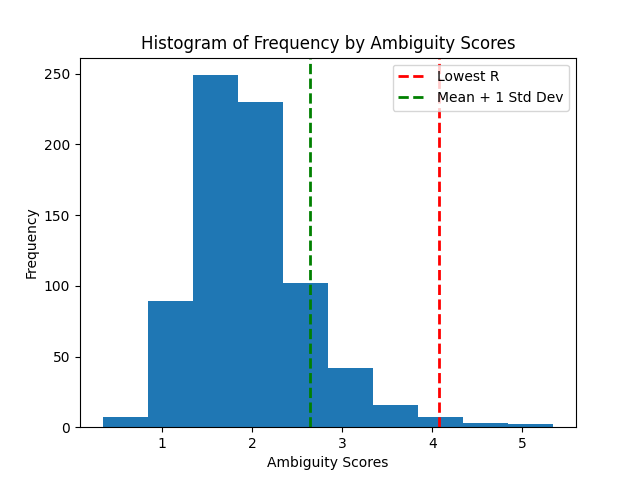 Histogram of Frequency by Ambiguity Scores
Lowest R
Mean + 1 Std Dev
Frequency
250
200
150
100
50
0
1 2 3 4 5
Ambiguity Scores